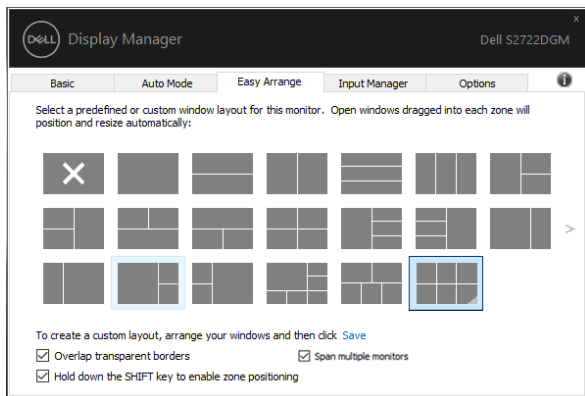 DELL Display Manager x
Dell S2722DGM
Basic Auto Mode Easy Arrange Input Manager Options
Select a predefined or custom window layout for this monitor. Open windows dragged into each zone will
position and resize automatically:
To create a custom layout, arrange your windows and then click Save
Overlap transparent borders Span multiple monitors
Hold down the SHIFT key to enable zone positioning